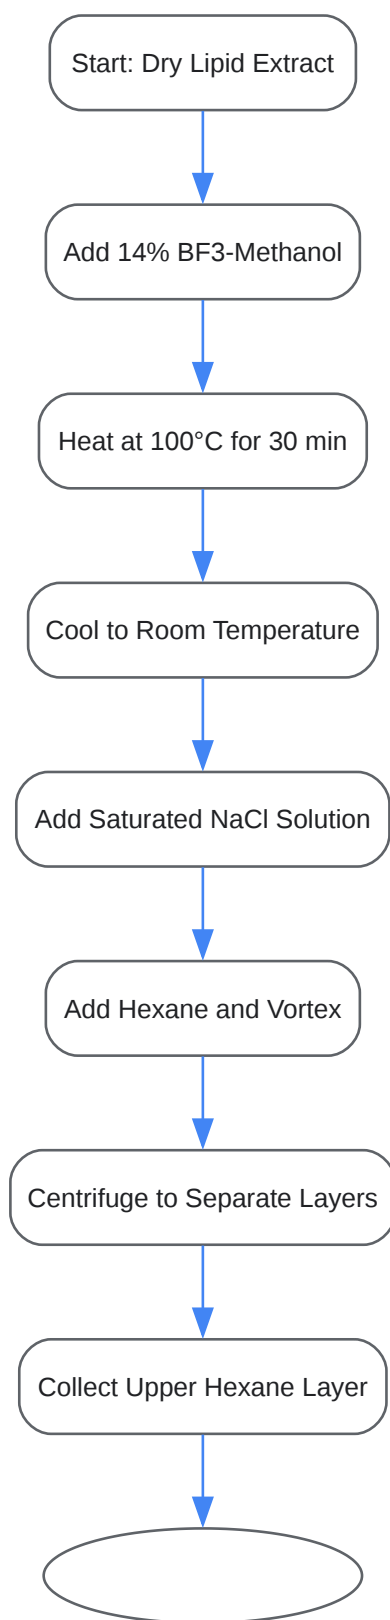 Start: Dry Lipid Extract
Add 14% BF3-Methanol
Heat at 100°C for 30 min
Cool to Room Temperature
Add Saturated NaCl Solution
Add Hexane and Vortex
Centrifuge to Separate Layers
Collect Upper Hexane Layer